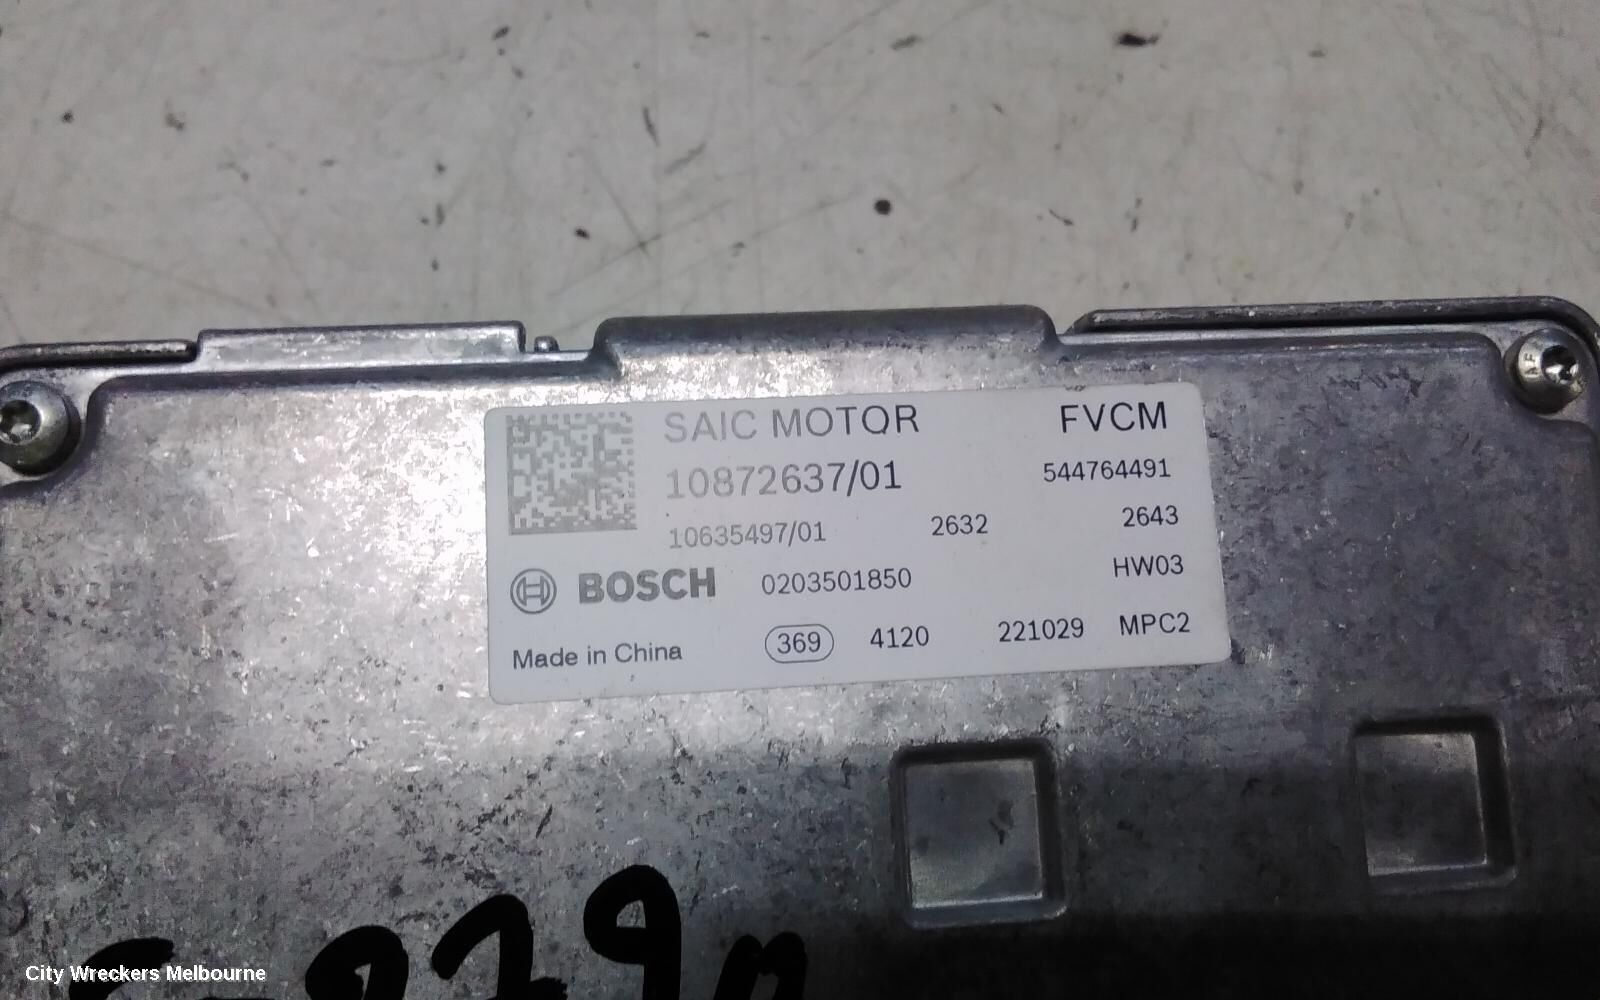 SAIC MOTOR FVCM
10872637/01 544764491
10635497/01 2632 2643
BOSCH 0203501850 HW03
Made in China 369 4120 221029 MPC2
City Wreckers Melbourne